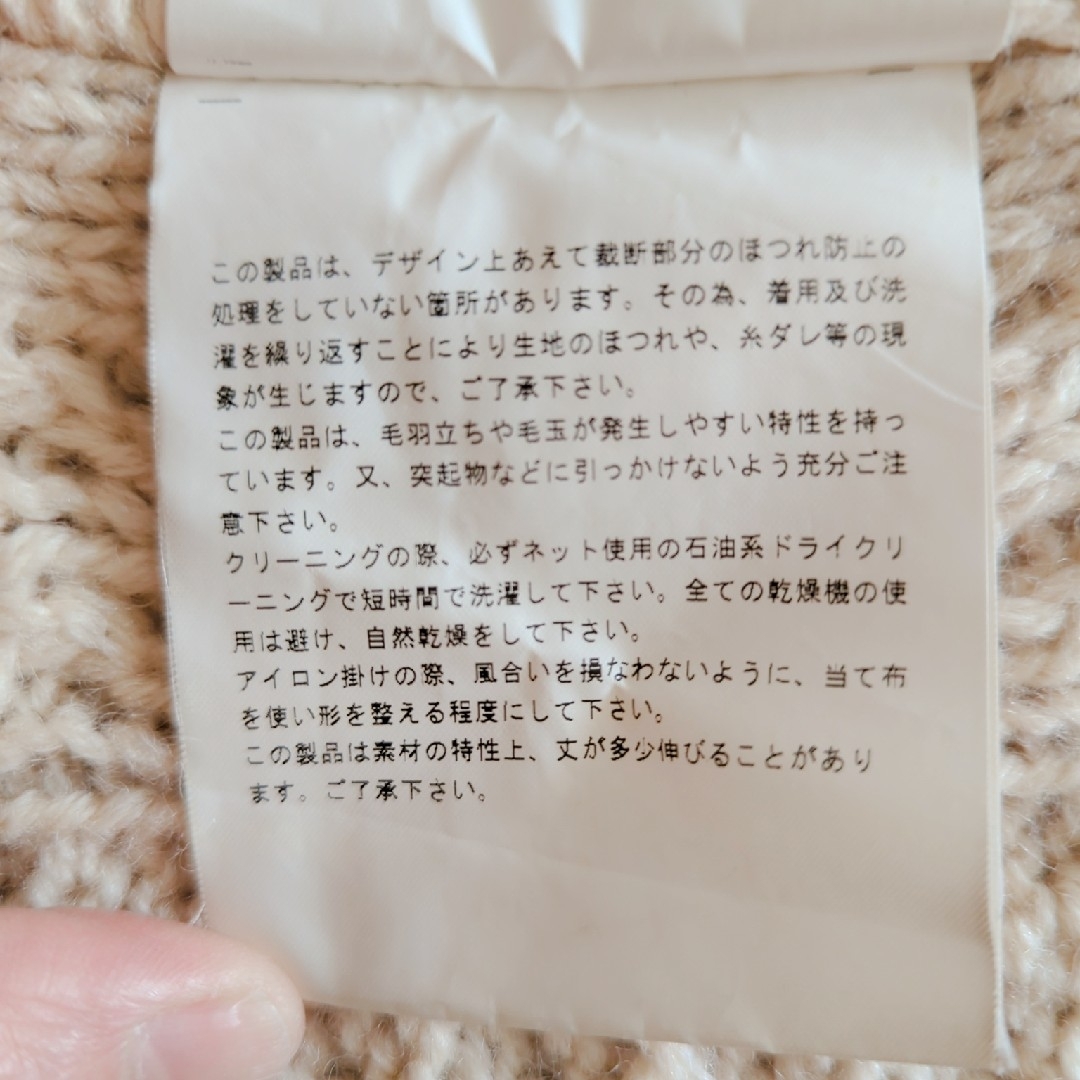 この製品は、デザイン上あえて裁断部分のほつれ防止の
処理をしていない箇所があります。その為、着用及び洗
濯を繰り返すことにより生地のほつれや、糸ダレ等の現
象が生じますので、ご了承下さい。
この製品は、毛羽立ちや毛玉が発生しやすい特性を持っ
ています。又、突起物などに引っかけないよう充分ご注
意下さい。
クリーニングの際、必ずネット使用の石油系ドライクリ
ーニングで短時間で洗濯して下さい。全ての乾燥機の使
用は避け、自然乾燥をして下さい。
アイロン掛けの際、風合いを損なわないように、当て布
を使い形を整える程度にして下さい。
この製品は素材の特性上、丈が多少伸びることがあり
ます。ご了承下さい。